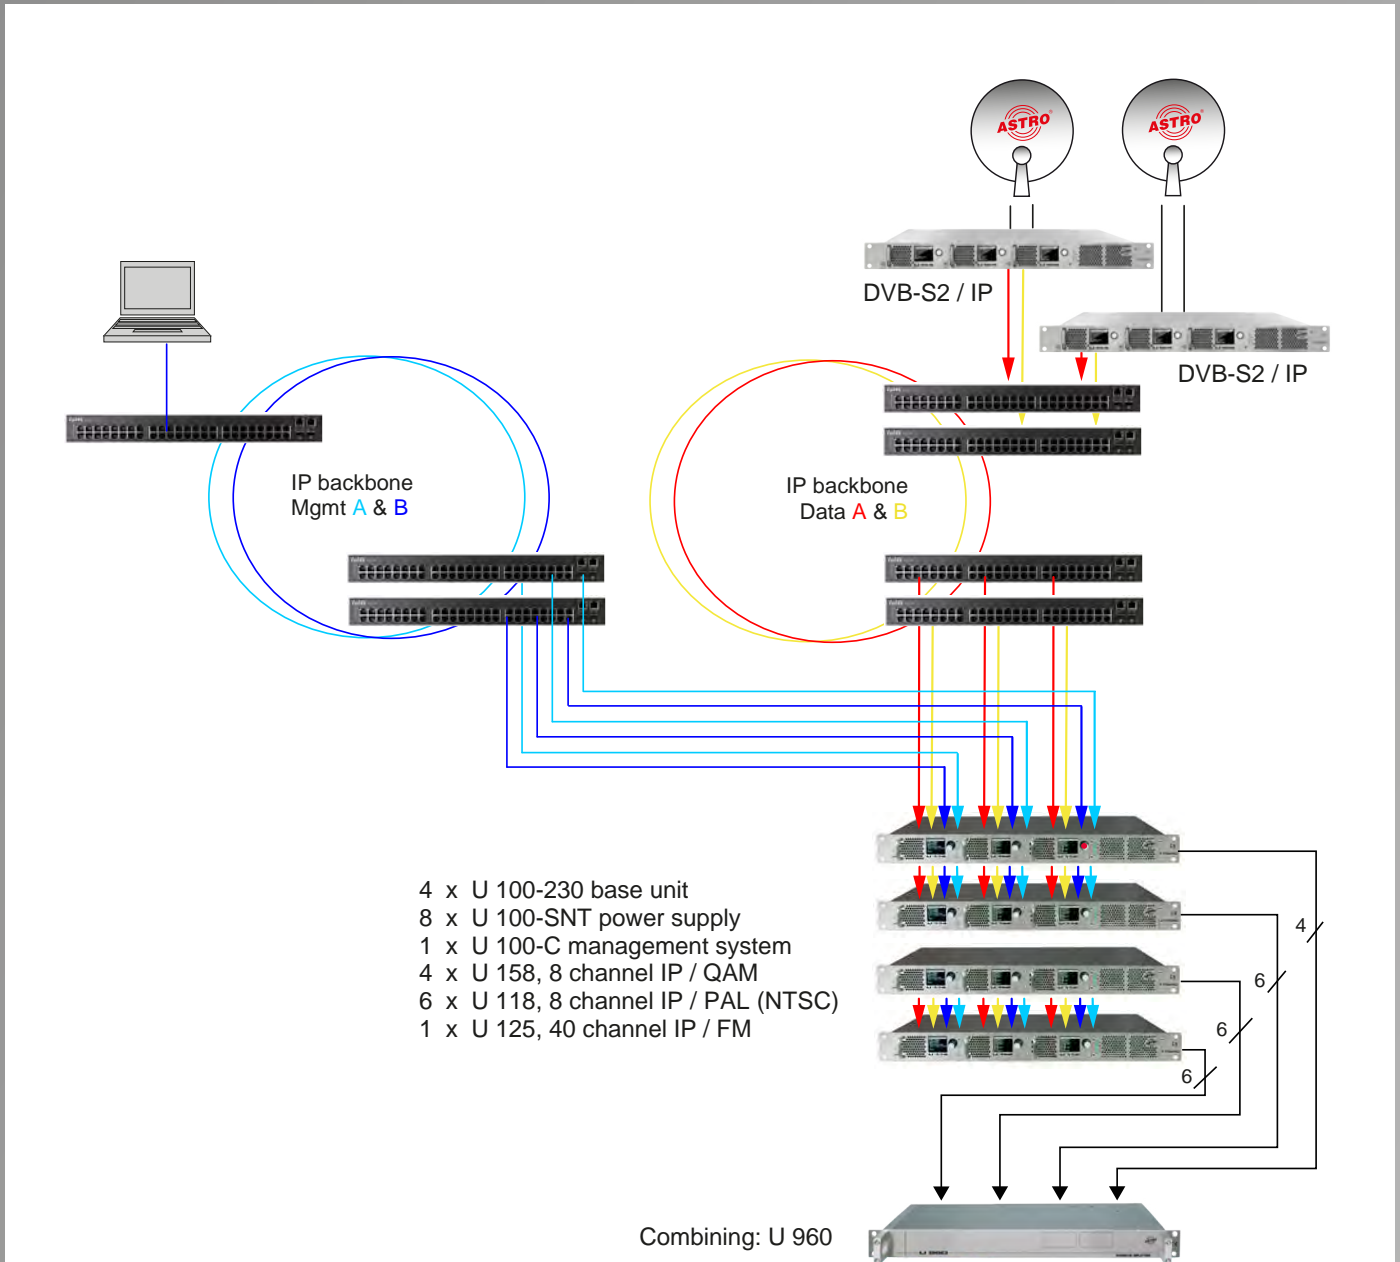 ASTRO
ASTRO
DVB-S2 / IP
DVB-S2 / IP
IP backbone
Mgmt A & B
IP backbone
Data A & B
4 x U 100-230 base unit
8 x U 100-SNT power supply
1 x U 100-C management system
4 x U 158, 8 channel IP / QAM
6 x U 118, 8 channel IP / PAL (NTSC)
1 x U 125, 40 channel IP / FM
4
6
6
6
Combining: U 960
U 960